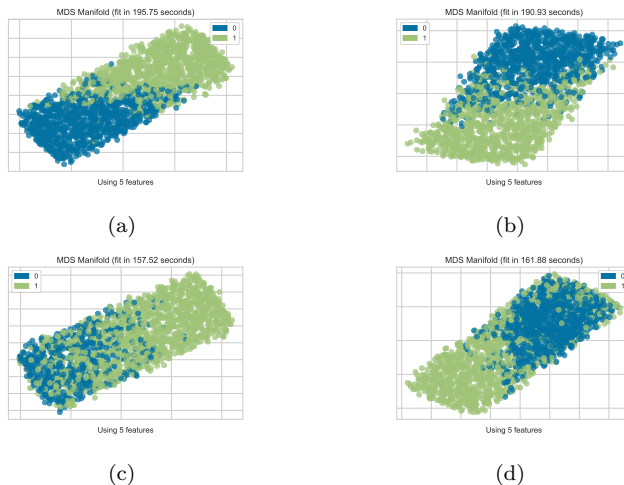 MDS Manifold (fit in 195.75 seconds)
0
1
Using 5 features
(a)
MDS Manifold (fit in 190.93 seconds)
0
1
Using 5 features
(b)
MDS Manifold (fit in 157.52 seconds)
0
1
Using 5 features
(c)
MDS Manifold (fit in 161.88 seconds)
0
1
Using 5 features
(d)